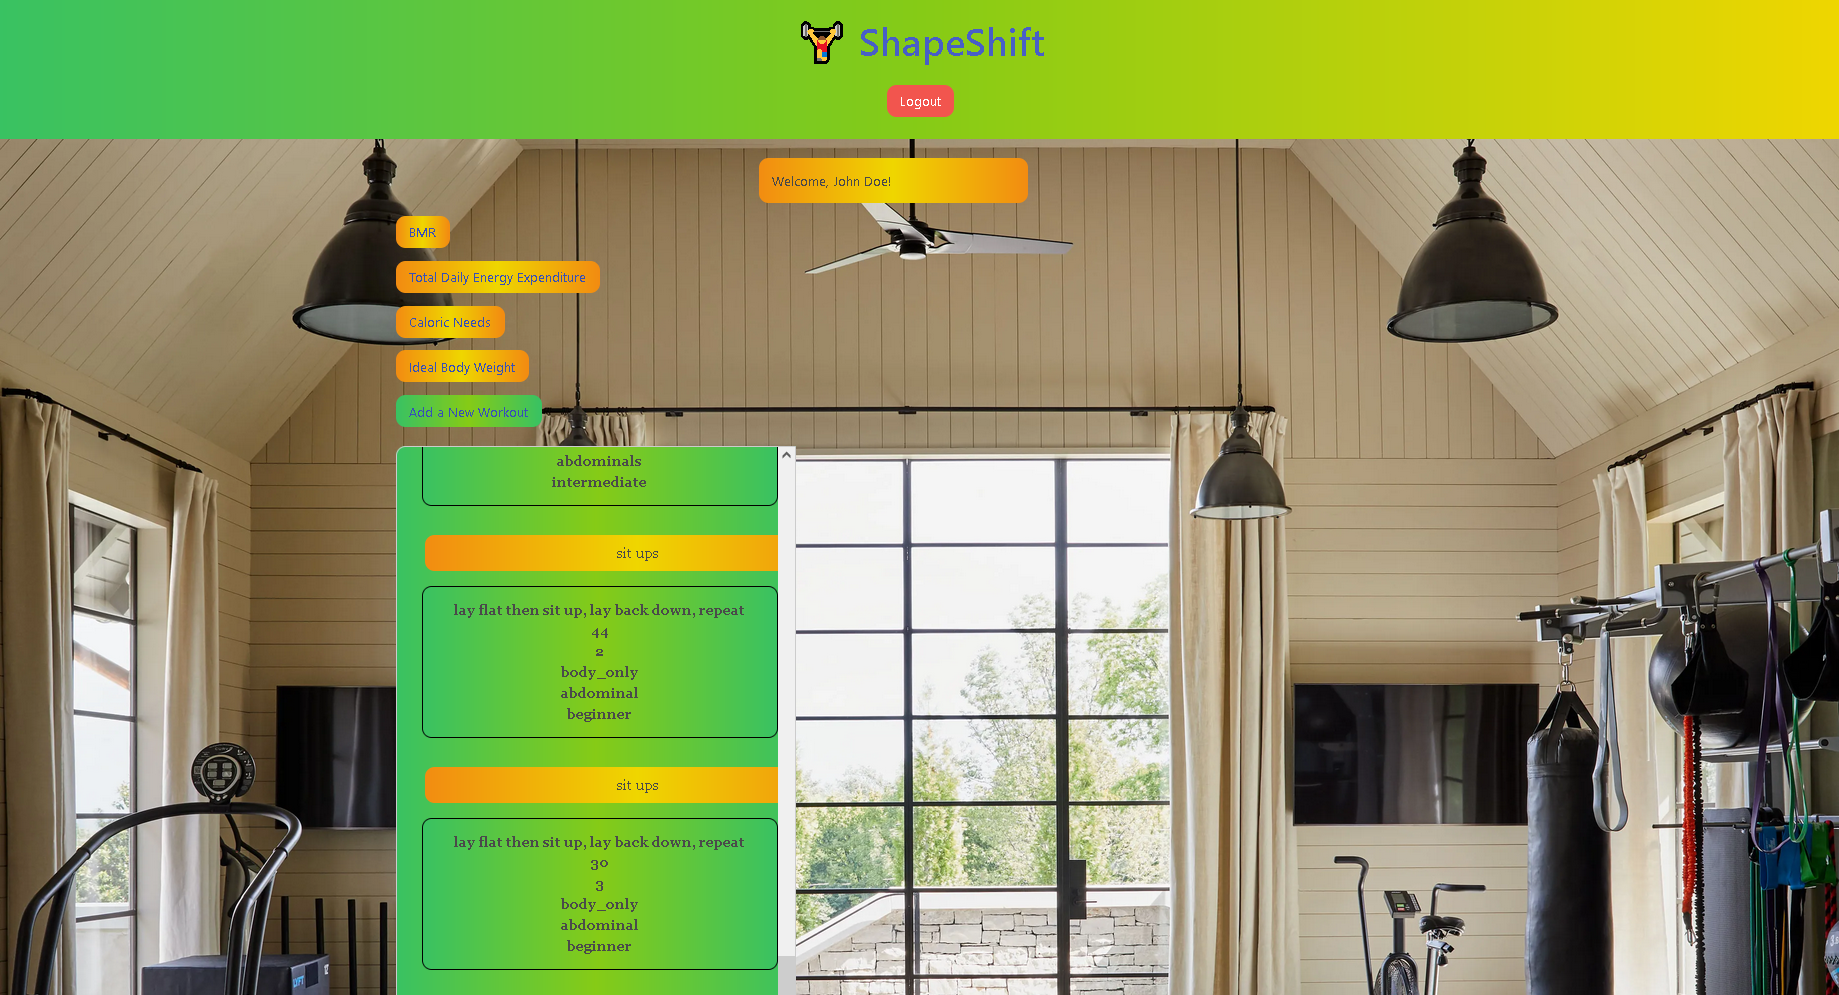 ShapeShift
Logout
Welcome, John Doe!
BMR
Total Daily Energy Expenditure
Caloric Needs
Ideal Body Weight
Add a New Workout
abdominals
intermediate
sit ups
lay flat then sit up, lay back down, repeat
44
2
body_only
abdominal
beginner
sit ups
lay flat then sit up, lay back down, repeat
30
3
body_only
abdominal
beginner